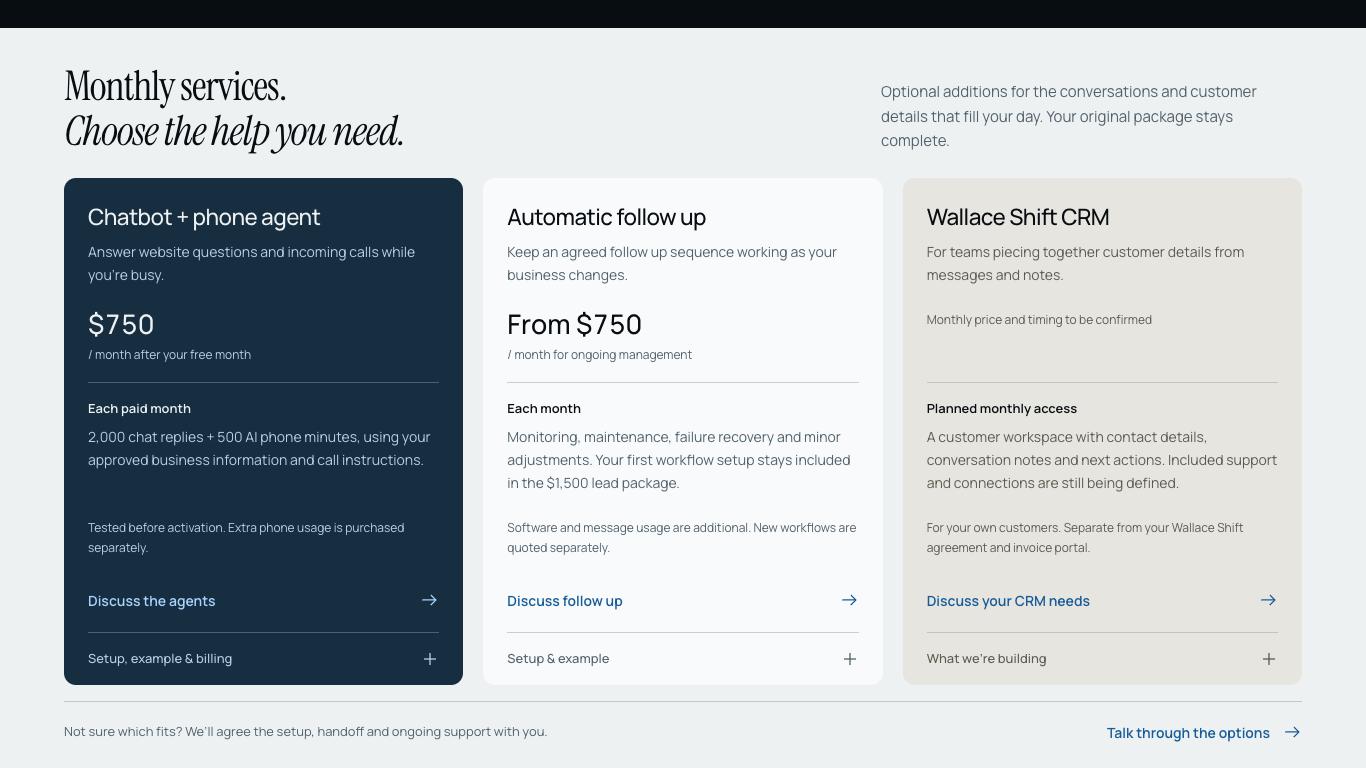 Monthly services.
Choose the help you need.
Optional additions for the conversations and customer
details that fill your day. Your original package stays
complete.
Chatbot + phone agent
Answer website questions and incoming calls while
you're busy.
$750
/ month after your free month
Each paid month
2,000 chat replies + 500 AI phone minutes, using your
approved business information and call instructions.
Tested before activation. Extra phone usage is purchased
separately.
Discuss the agents
Setup, example & billing
Automatic follow up
Keep an agreed follow up sequence working as your
business changes.
From $750
/ month for ongoing management
Each month
Monitoring, maintenance, failure recovery and minor
adjustments. Your first workflow setup stays included
in the $1,500 lead package.
Software and message usage are additional. New workflows are
quoted separately.
Discuss follow up
Setup & example
Wallace Shift CRM
For teams piecing together customer details from
messages and notes.
Monthly price and timing to be confirmed
Planned monthly access
A customer workspace with contact details,
conversation notes and next actions. Included support
and connections are still being defined.
For your own customers. Separate from your Wallace Shift
agreement and invoice portal.
Discuss your CRM needs
What we're building
Not sure which fits? We'll agree the setup, handoff and ongoing support with you.
Talk through the options